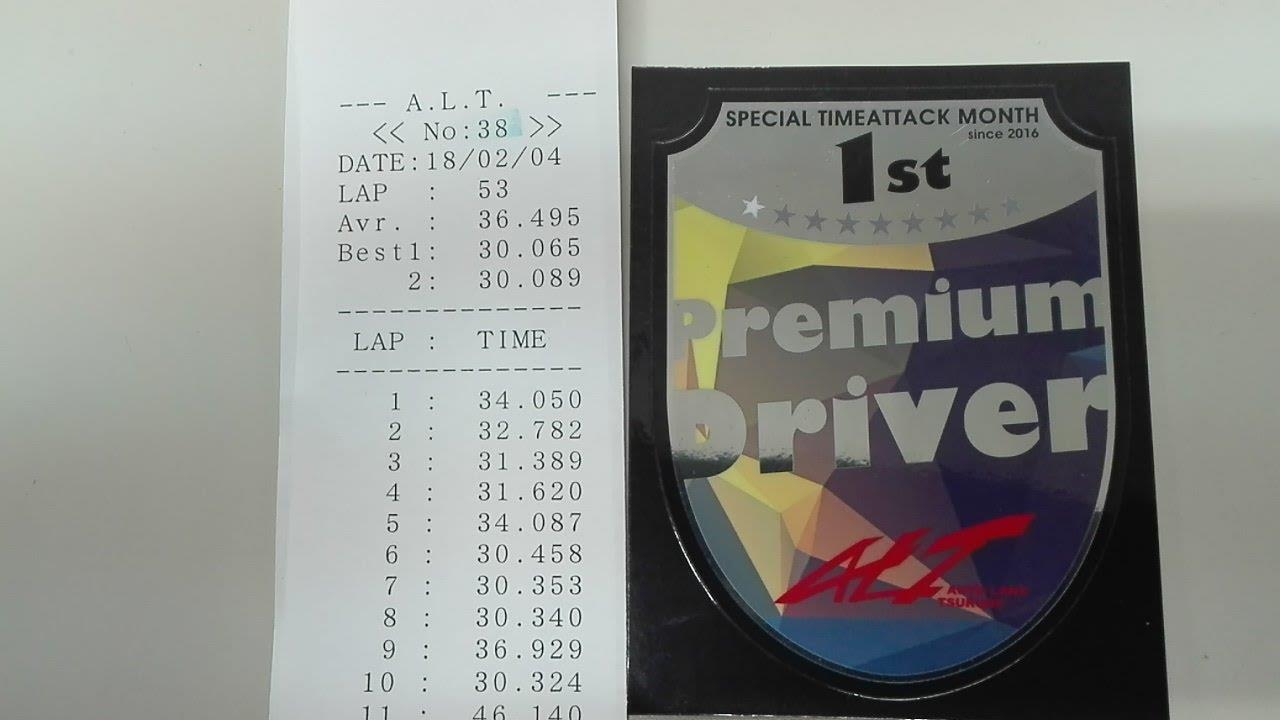 --- A.L.T. ---
<< No:38 >>
DATE:18/02/04
LAP : 53
Avr. : 36.495
Best1: 30.065
2: 30.089
--------------
LAP : TIME
--------------
1 : 34.050
2 : 32.782
3 : 31.389
4 : 31.620
5 : 34.087
6 : 30.458
7 : 30.353
8 : 30.340
9 : 36.929
10 : 30.324
11 : 46.140
SPECIAL TIMEATTACK MONTH
since 2016
1st
Premium
Driver
ALT